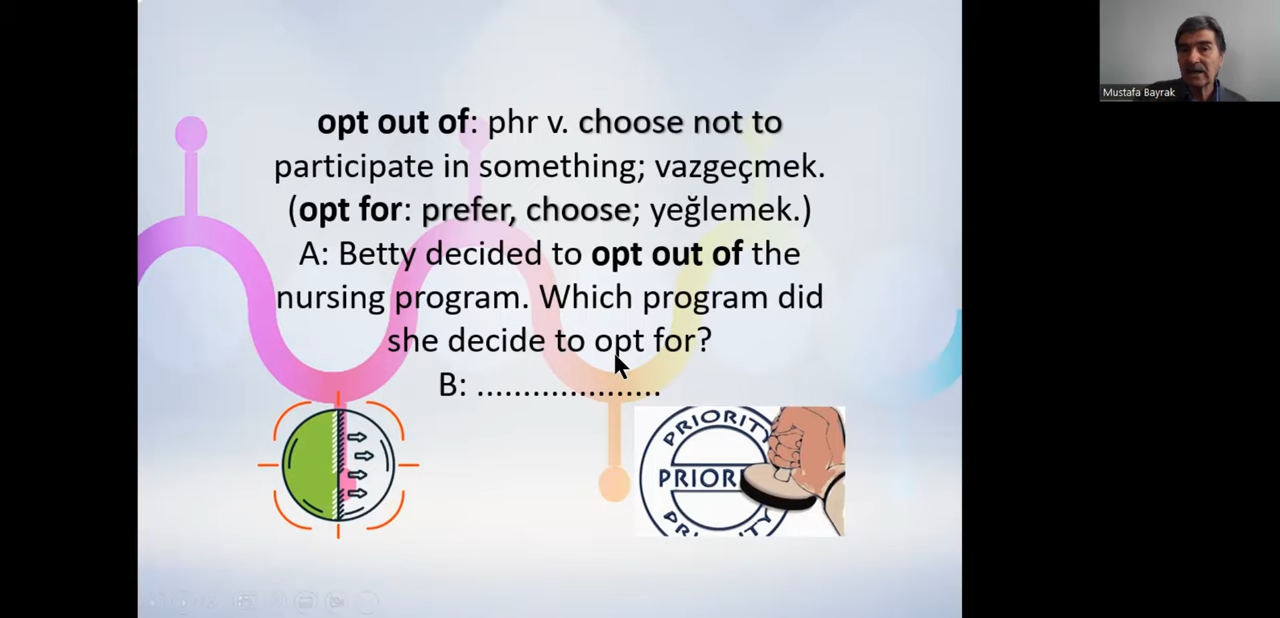 opt out of: phr v. choose not to
participate in something; vazgeçmek.
(opt for: prefer, choose; yeğlemek.)
A: Betty decided to opt out of the
nursing program. Which program did
she decide to opt for?
B: ....................
PRIORITY
PRIOR
PRIORITY
Mustafa Bayrak